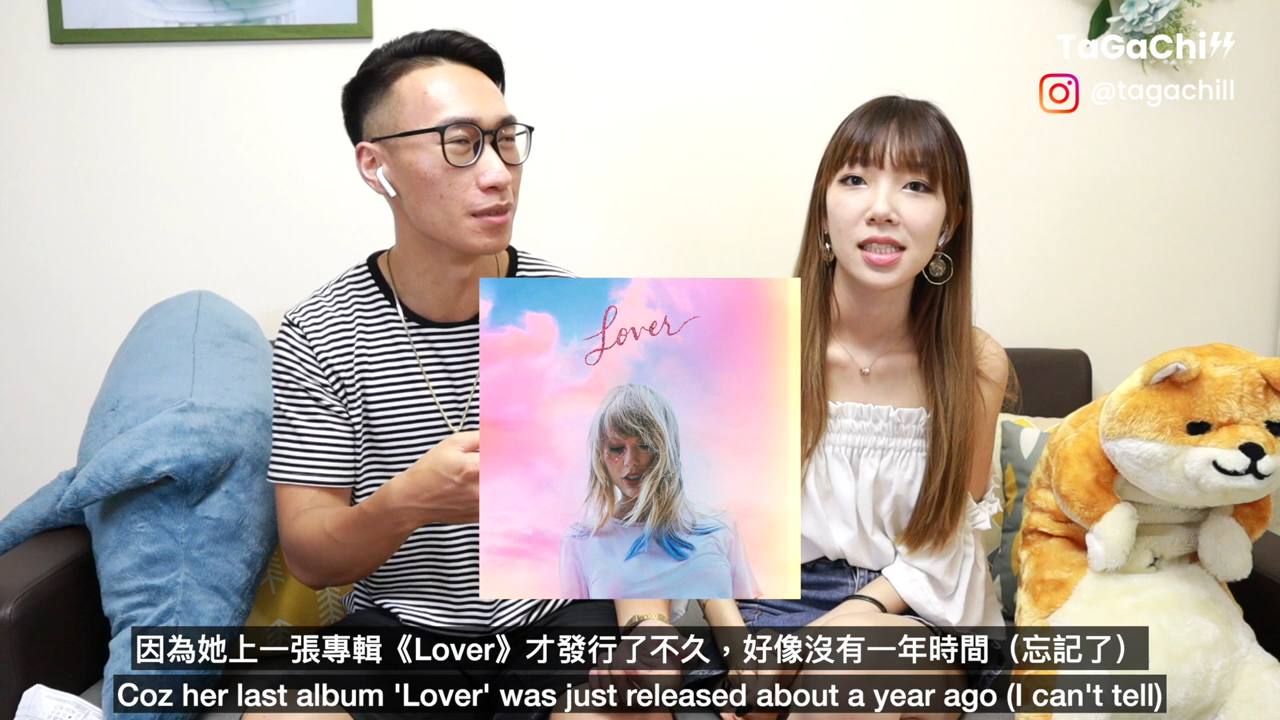 TaGaChi⚡⚡
@tagachill
Lover
因為她上一張專輯《Lover》才發行了不久，好像沒有一年時間（忘記了）
Coz her last album 'Lover' was just released about a year ago (I can't tell)